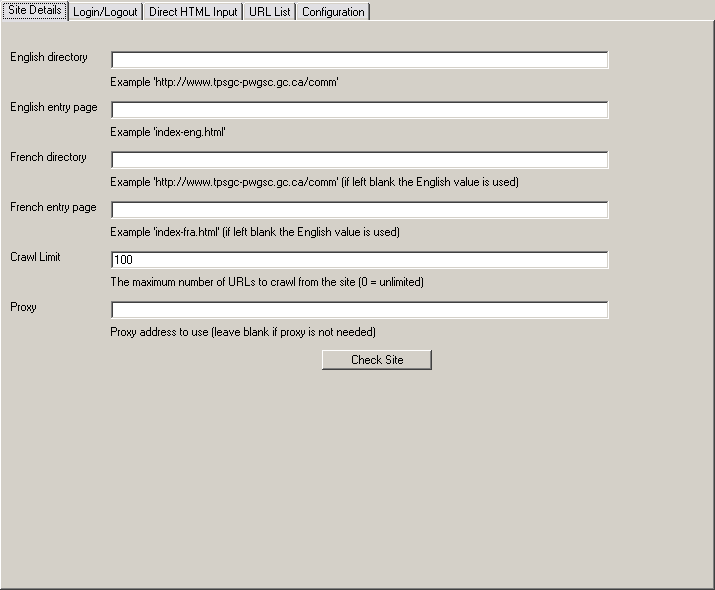 Site Details Login/Logout Direct HTML Input URL List Configuration
English directory
Example 'http://www.tpsgc-pwgsc.gc.ca/comm'
English entry page
Example 'index-eng.html'
French directory
Example 'http://www.tpsgc-pwgsc.gc.ca/comm' (if left blank the English value is used)
French entry page
Example 'index-fra.html' (if left blank the English value is used)
Crawl Limit 100
The maximum number of URLs to crawl from the site (0 = unlimited)
Proxy
Proxy address to use (leave blank if proxy is not needed)
Check Site